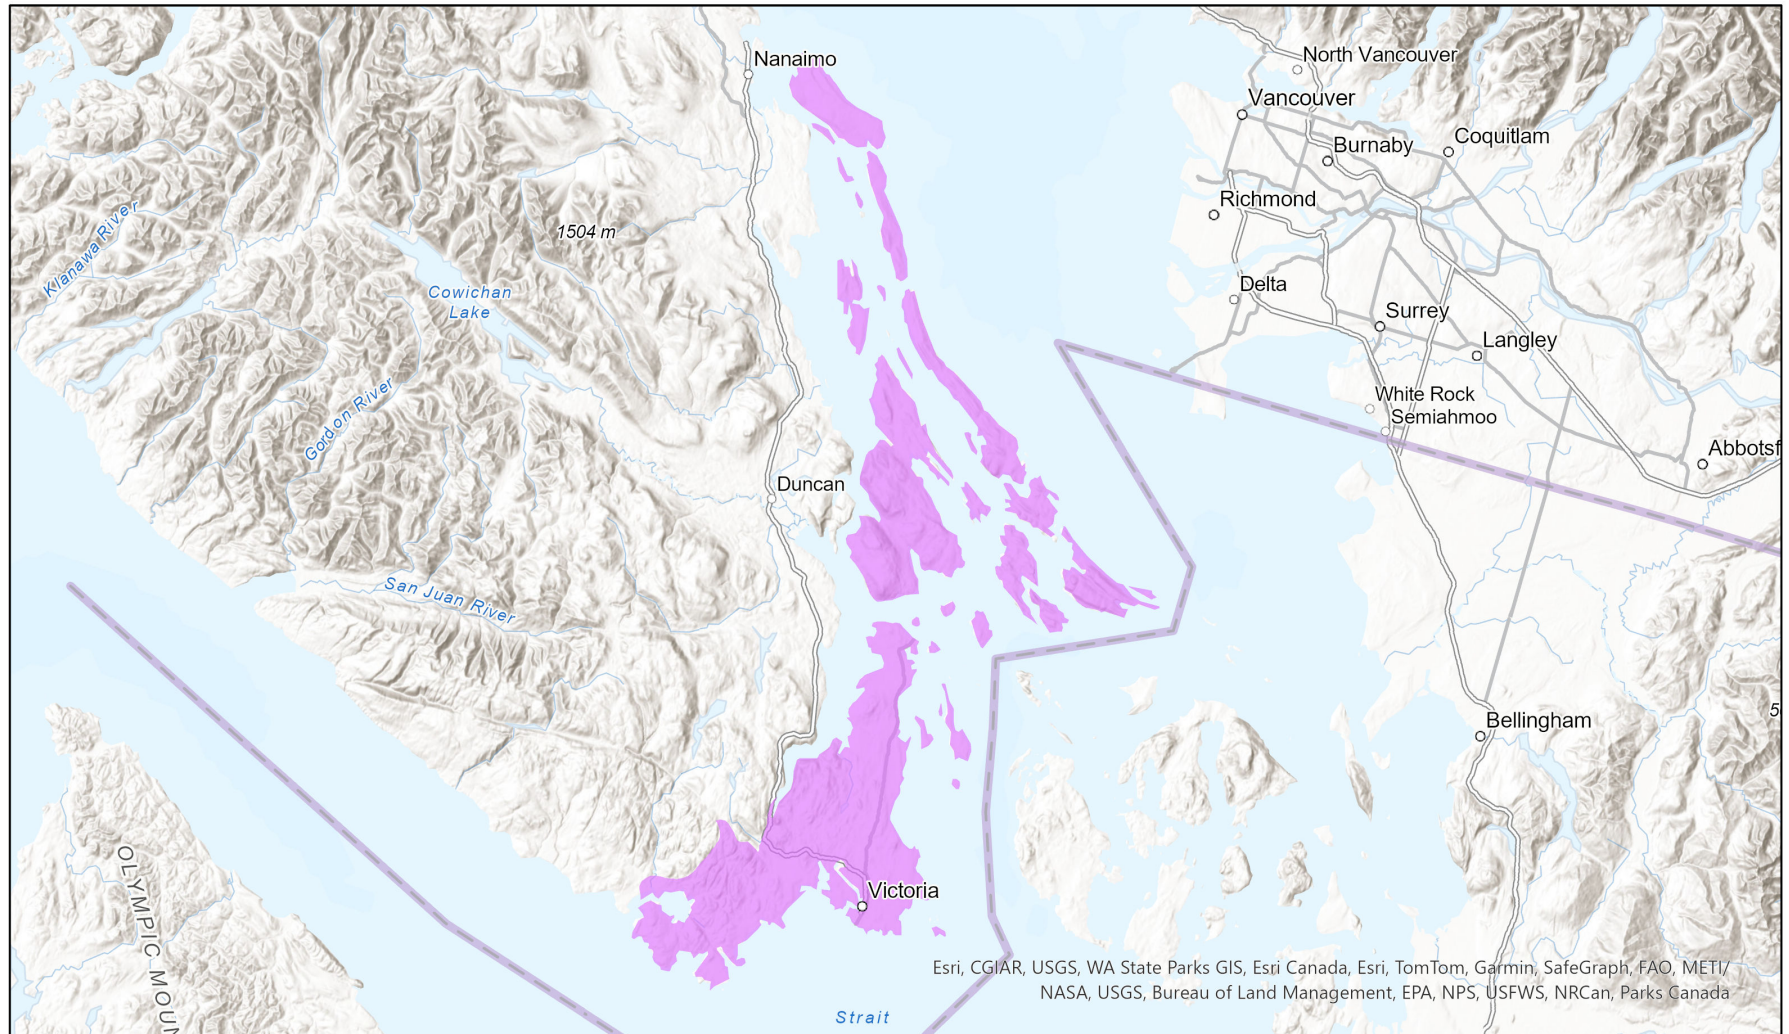 Nanaimo
North Vancouver
Vancouver
Coquitlam
Burnaby
Richmond
Klanawa River
1504 m
Delta
Cowichan
Lake
Surrey
Langley
White Rock
Semiahmoo
Gordon River
Abbotsf
Duncan
San Juan River
5
Bellingham
OLYMPIC MOUN
Victoria
Esri, CGIAR, USGS, WA State Parks GIS, Esri Canada, Esri, TomTom, Garmin, SafeGraph, FAO, METI/
NASA, USGS, Bureau of Land Management, EPA, NPS, USFWS, NRCan, Parks Canada
Strait